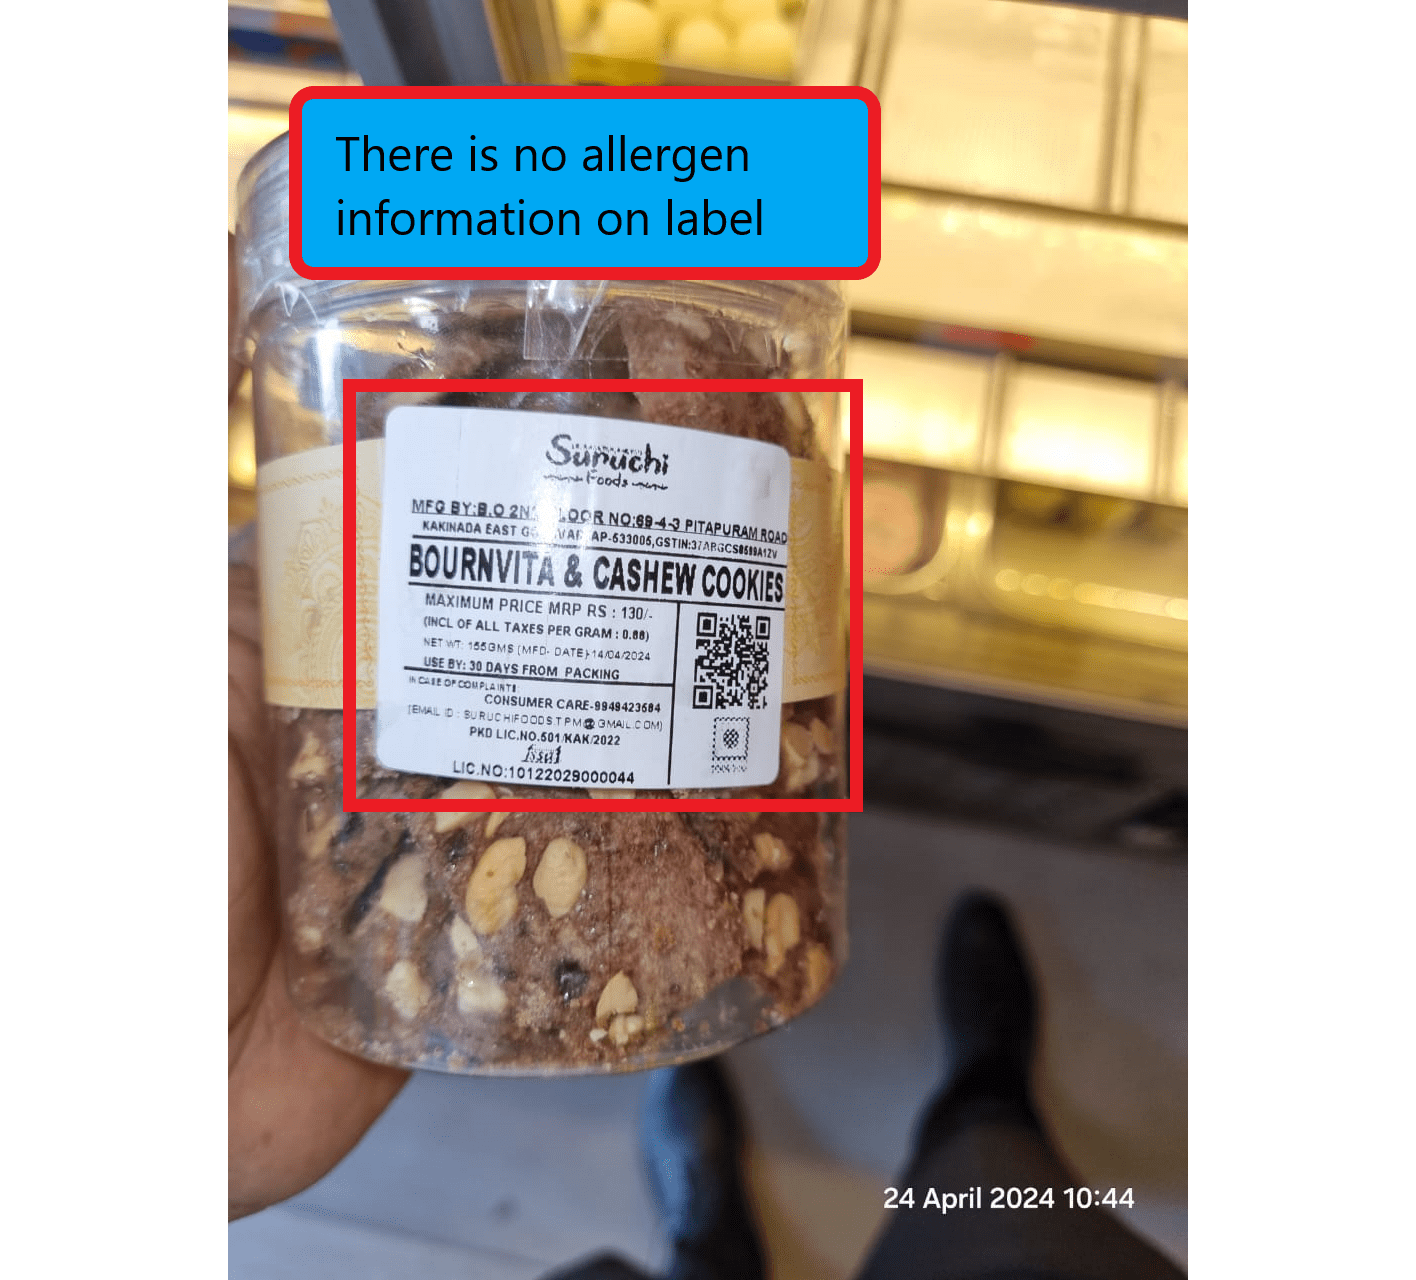 There is no allergen
information on label
Suruchi
Foods
MFG BY:B.O 2N LOOR NO:69-4-3 PITAPURAM ROAD
KAKINADA EAST AP-533005,GSTIN:
BOURNVITA & CASHEW COOKIES
MAXIMUM PRICE MRP RS : 130/-
(INCL OF ALL TAXES PER GRAM : 0.88)
NET WT: 155GMS (MFD- DATE)-14/04/2024
USE BY: 30 DAYS FROM PACKING
IN CASE OF COMPLAINTS:
CONSUMER CARE-9949423584
(EMAIL ID : SURUCHIFOODS.TPM@GMAIL.COM)
PKD LIC.NO.501/KAK/2022
fssai
LIC.NO:10122029000044
24 April 2024 10:44